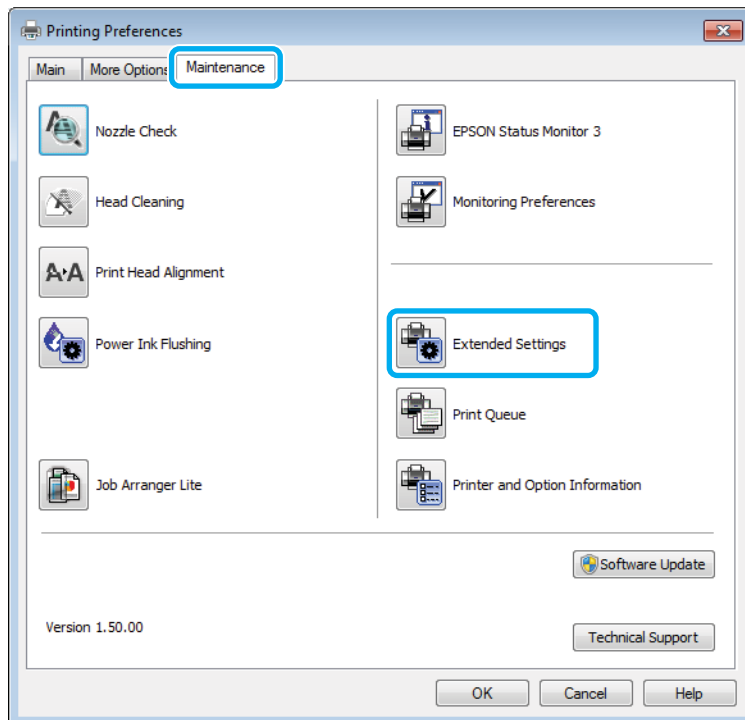 Printing Preferences
Main
More Options
Maintenance
Nozzle Check
Head Cleaning
Print Head Alignment
Power Ink Flushing
Job Arranger Lite
EPSON Status Monitor 3
Monitoring Preferences
Extended Settings
Print Queue
Printer and Option Information
Software Update
Version 1.50.00
Technical Support
OK
Cancel
Help